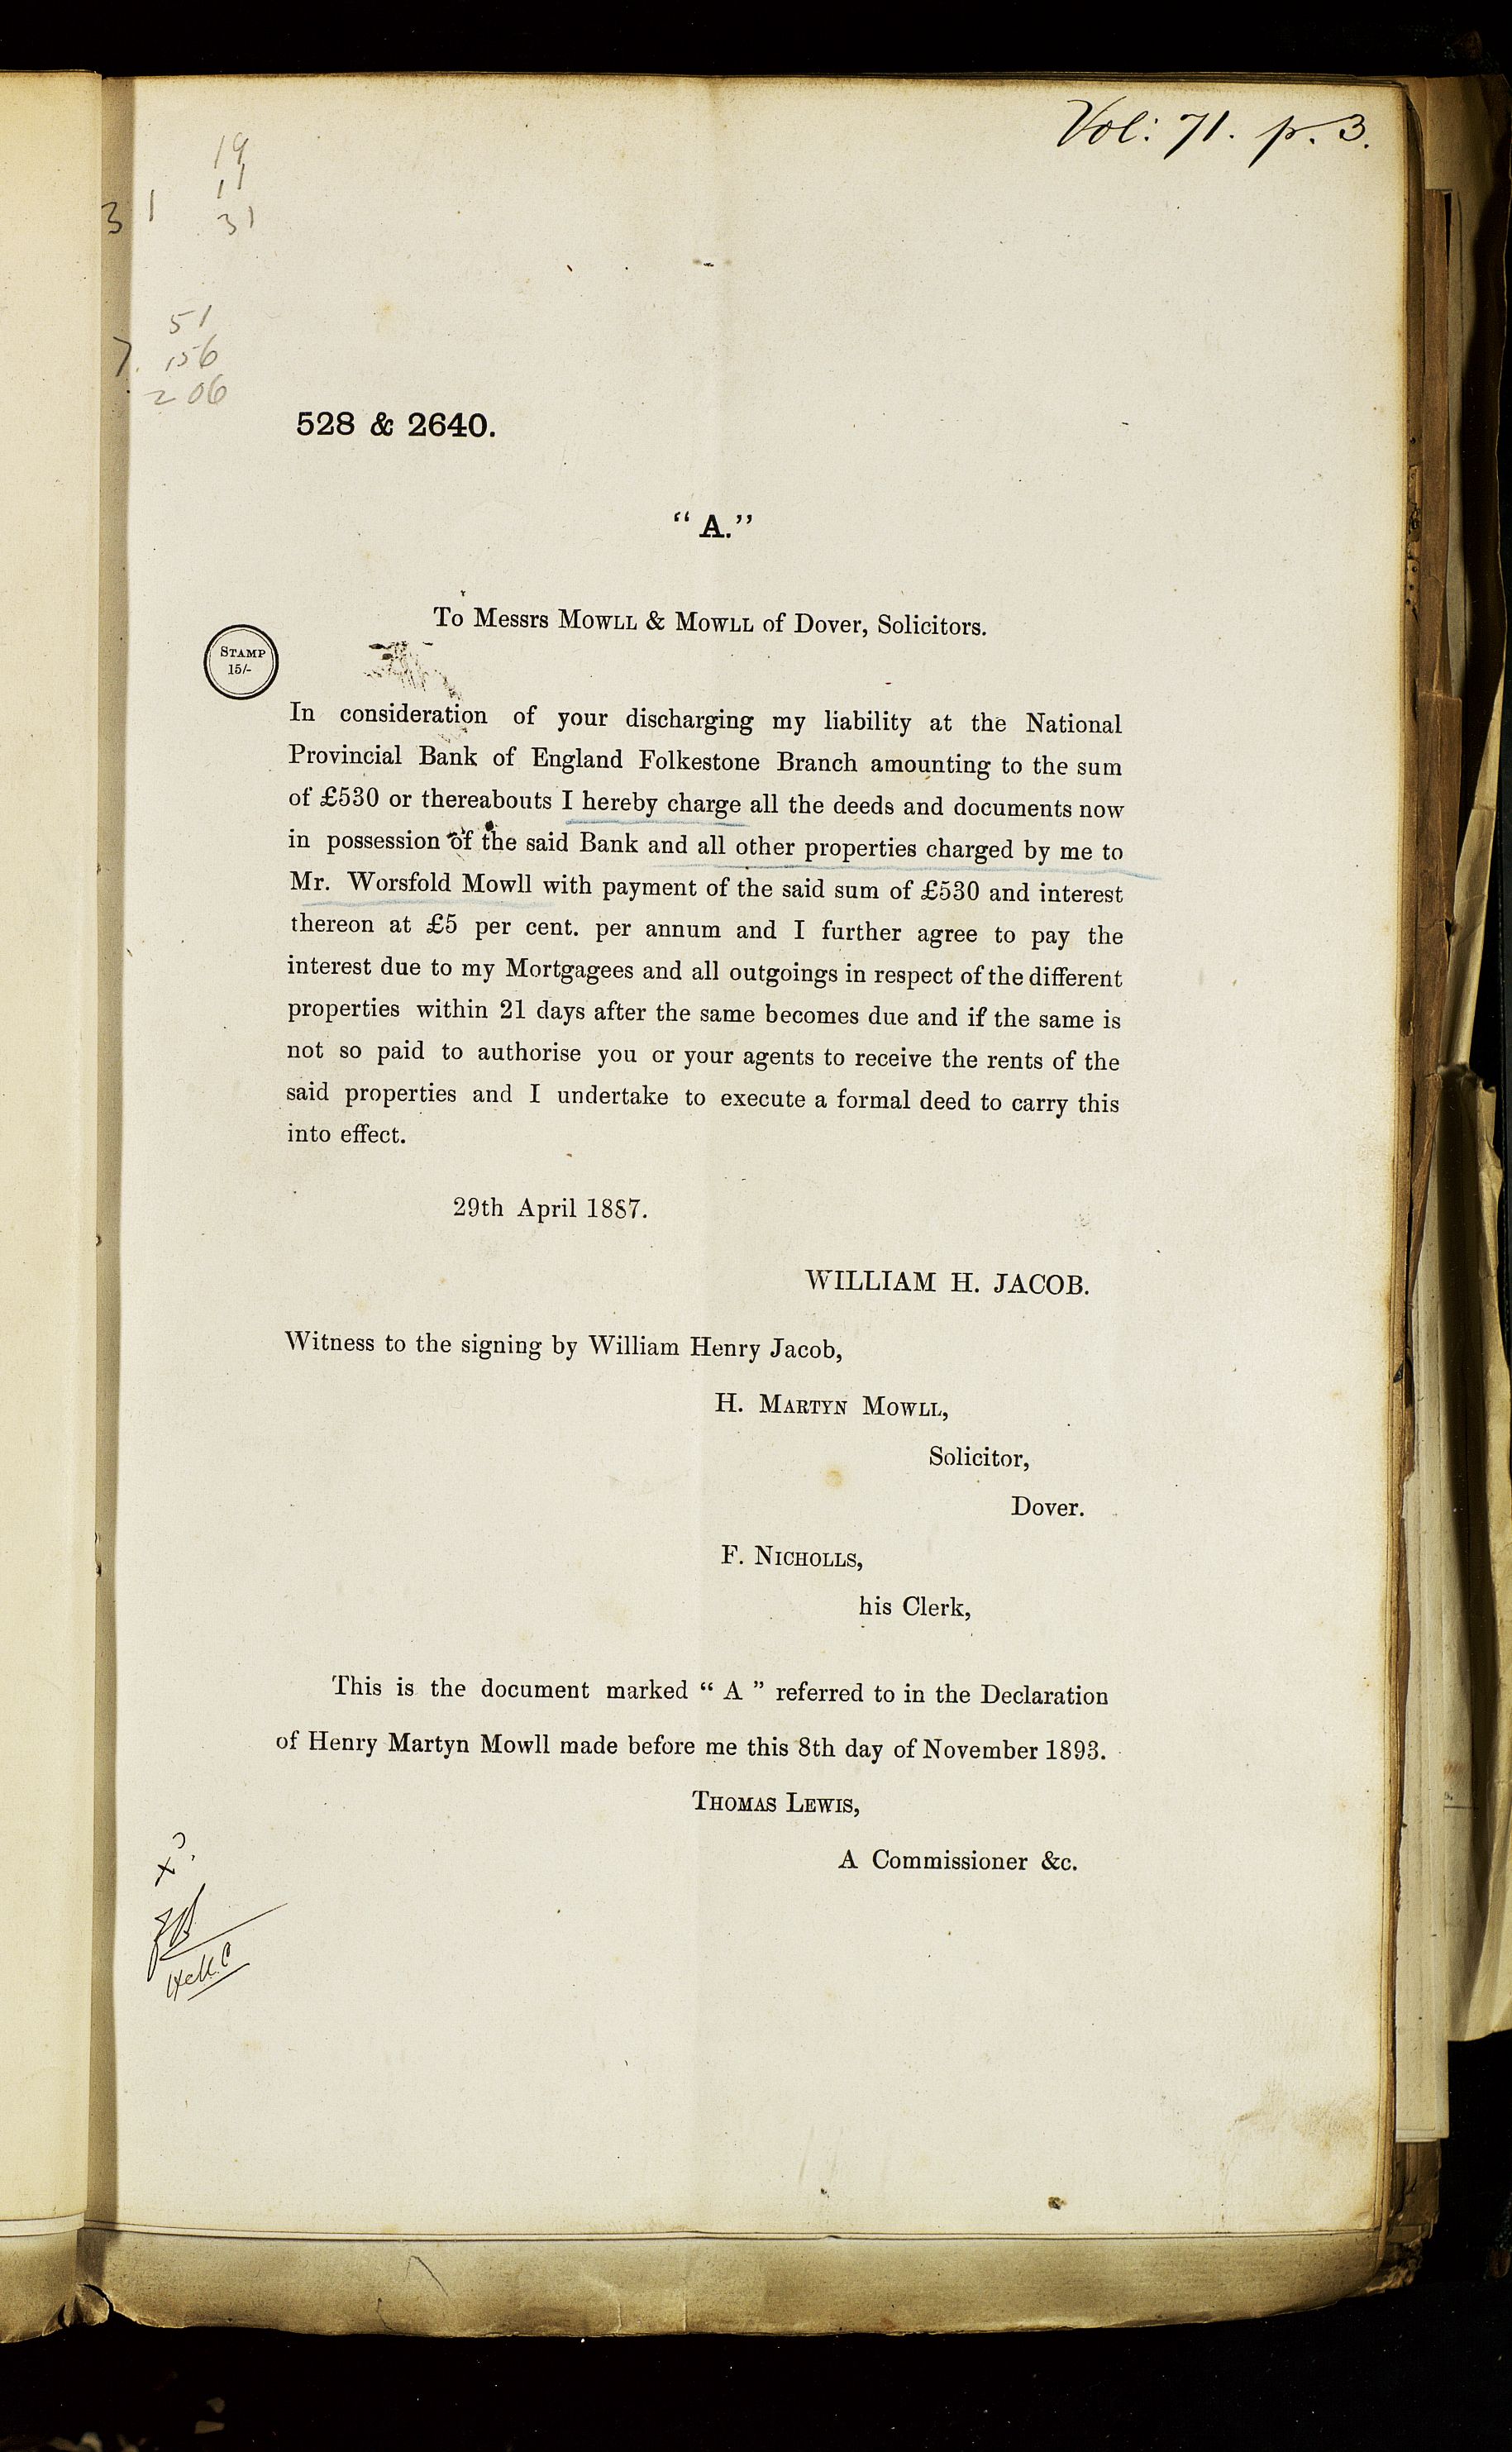 Vol: 71. p. 3.
19
11
31
31
51
7. 156
206
528 & 2640.
“ A.”
To Messrs MOWLL & MOWLL of Dover, Solicitors.
STAMP
15/-
In consideration of your discharging my liability at the National
Provincial Bank of England Folkestone Branch amounting to the sum
of £530 or thereabouts I hereby charge all the deeds and documents now
in possession of the said Bank and all other properties charged by me to
Mr. Worsfold Mowll with payment of the said sum of £530 and interest
thereon at £5 per cent. per annum and I further agree to pay the
interest due to my Mortgagees and all outgoings in respect of the different
properties within 21 days after the same becomes due and if the same is
not so paid to authorise you or your agents to receive the rents of the
said properties and I undertake to execute a formal deed to carry this
into effect.
29th April 1887.
WILLIAM H. JACOB.
Witness to the signing by William Henry Jacob,
H. MARTYN MOWLL,
Solicitor,
Dover.
F. NICHOLLS,
his Clerk,
This is the document marked “ A ” referred to in the Declaration
of Henry Martyn Mowll made before me this 8th day of November 1893.
THOMAS LEWIS,
A Commissioner &c.